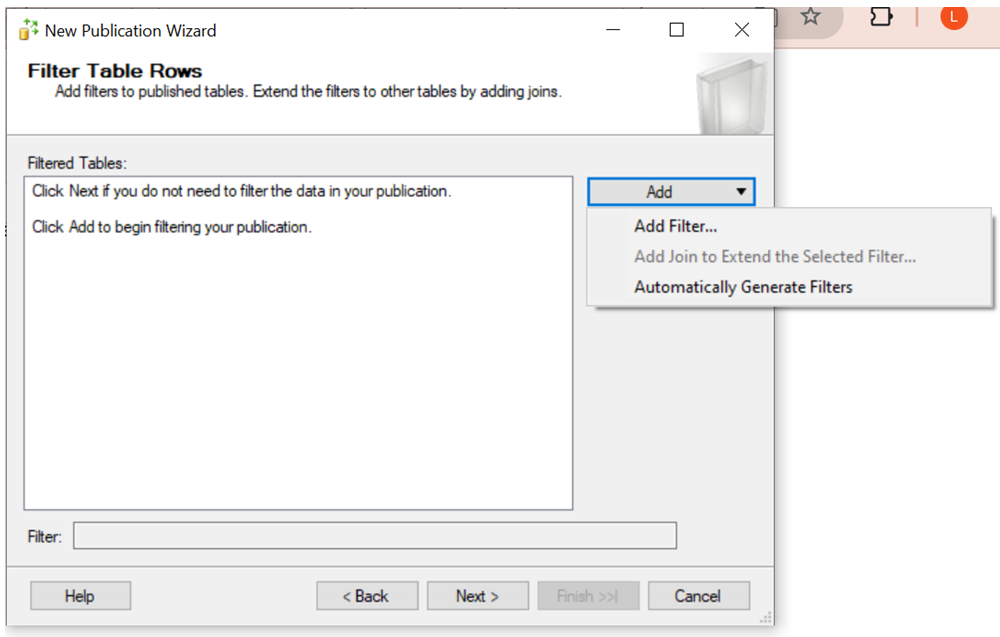 New Publication Wizard
L
Filter Table Rows
Add filters to published tables. Extend the filters to other tables by adding joins.
Filtered Tables:
Click Next if you do not need to filter the data in your publication.
Click Add to begin filtering your publication.
Add
Add Filter...
Add Join to Extend the Selected Filter...
Automatically Generate Filters
Filter:
Help
< Back
Next >
Finish >>|
Cancel